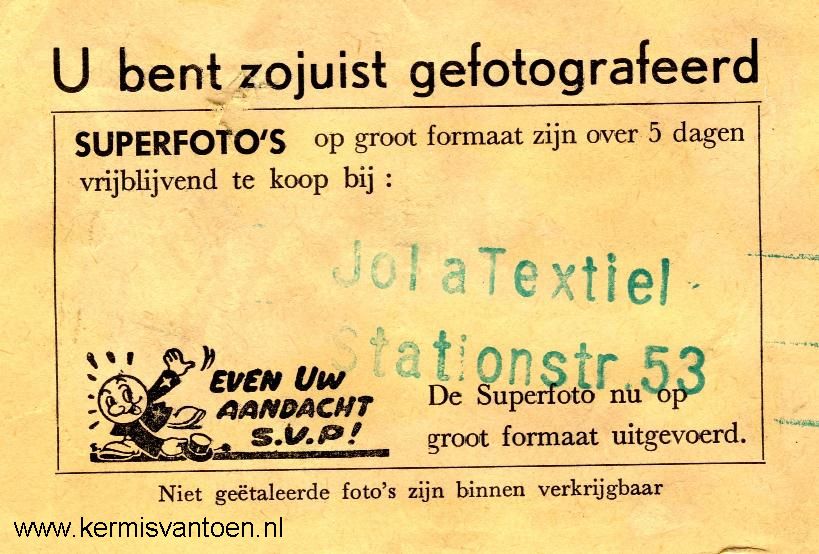 U bent zojuist gefotografeerd
SUPERFOTO'S op groot formaat zijn over 5 dagen
vrijblijvend te koop bij :
Jola Textiel
Stationstr. 53
EVEN UW
AANDACHT
S.V.P!
De Superfoto nu op
groot formaat uitgevoerd.
Niet geëtaleerde foto's zijn binnen verkrijgbaar
www.kermisvantoen.nl